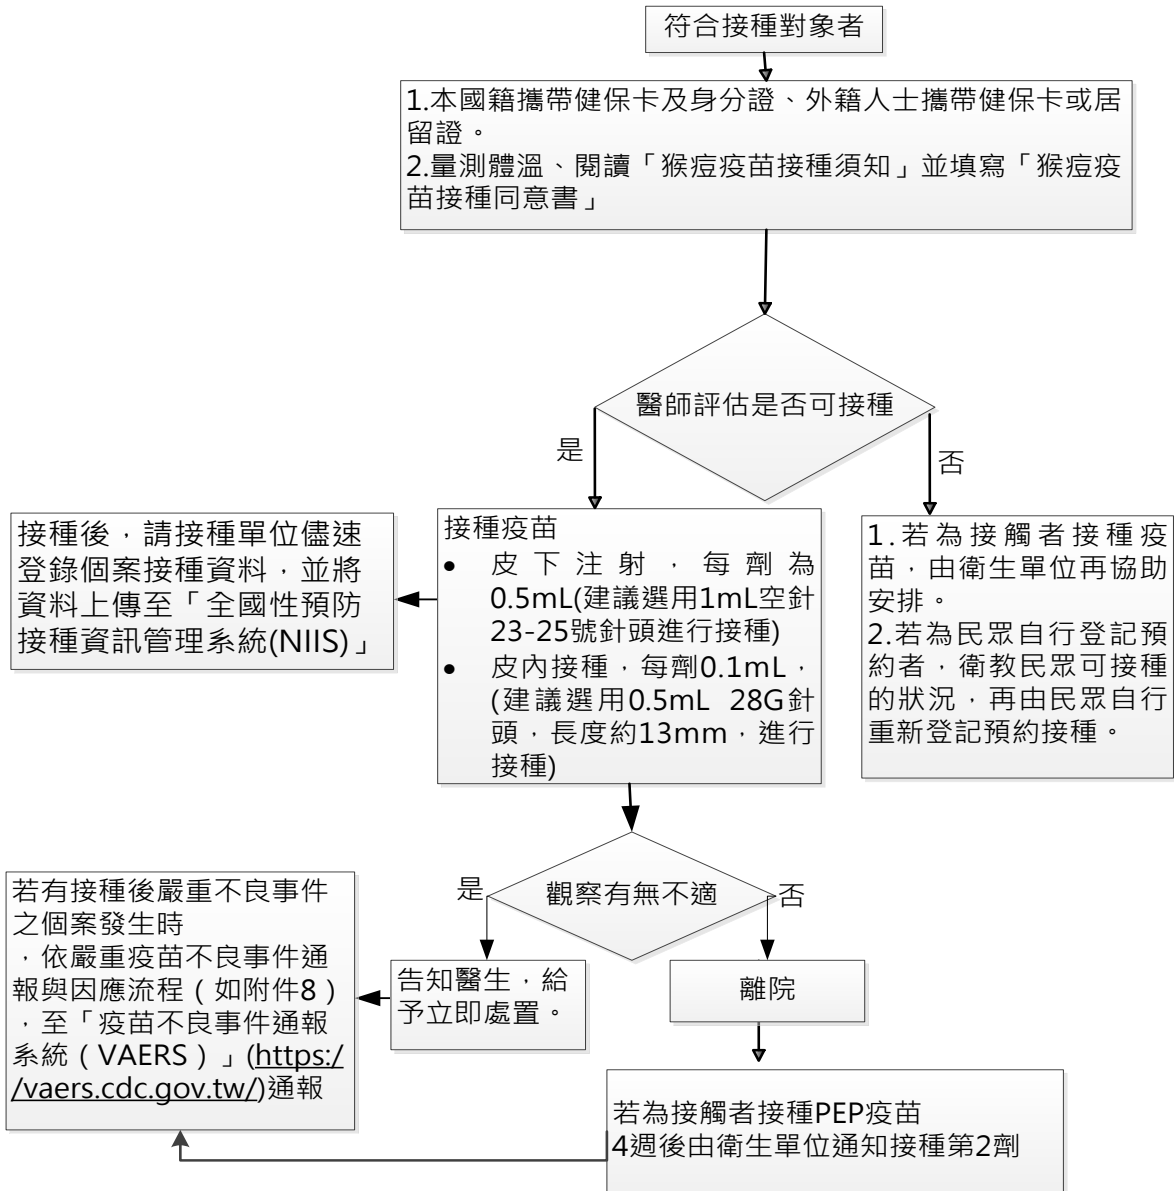 符合接種對象者
1.本國籍攜帶健保卡及身分證、外籍人士攜帶健保卡或居
留證。
2.量測體溫、閱讀「猴痘疫苗接種須知」並填寫「猴痘疫
苗接種同意書」
醫師評估是否可接種
是
否
接種後，請接種單位儘速
登錄個案接種資料，並將
資料上傳至「全國性預防
接種資訊管理系統(NIIS)」
接種疫苗
• 皮下注射，每劑為
0.5mL(建議選用1mL空針
23-25號針頭進行接種)
• 皮內接種，每劑0.1mL，
(建議選用0.5mL 28G針
頭，長度約13mm，進行
接種)
1.若為接觸者接種疫
苗，由衛生單位再協助
安排。
2.若為民眾自行登記預
約者，衛教民眾可接種
的狀況，再由民眾自行
重新登記預約接種。
觀察有無不適
是
否
若有接種後嚴重不良事件
之個案發生時
，依嚴重疫苗不良事件通
報與因應流程（如附件8）
，至「疫苗不良事件通報
系統（VAERS）」(https:/
/vaers.cdc.gov.tw/)通報
告知醫生，給
予立即處置。
離院
若為接觸者接種PEP疫苗
4週後由衛生單位通知接種第2劑